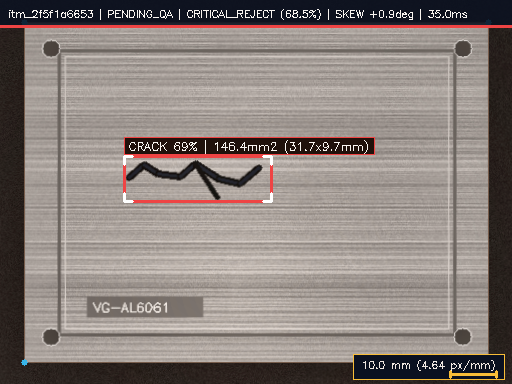 itm_2f5f1a6653 | PENDING_QA | CRITICAL_REJECT (68.5%) | SKEW +0.9deg | 35.0ms
CRACK 69% | 146.4mm2 (31.7x9.7mm)
VG-AL6061
10.0 mm (4.64 px/mm)